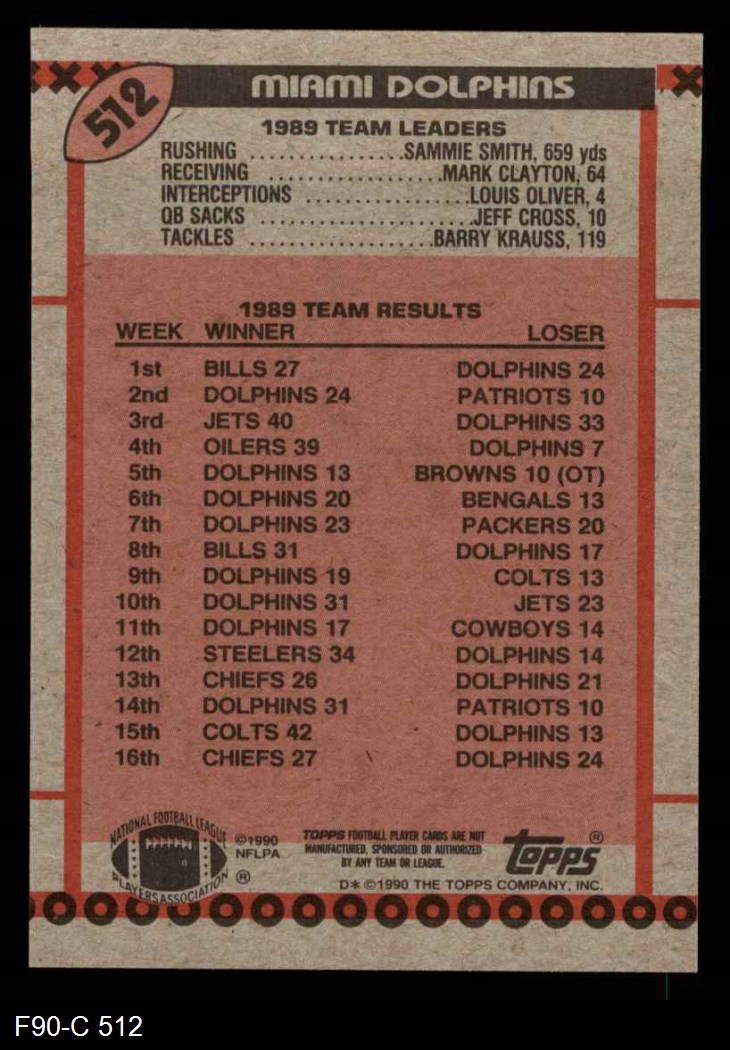 512
MIAMI DOLPHINS
1989 TEAM LEADERS
RUSHING ................SAMMIE SMITH, 659 yds
RECEIVING ..................MARK CLAYTON, 64
INTERCEPTIONS .................LOUIS OLIVER, 4
QB SACKS ......................JEFF CROSS, 10
TACKLES ...................BARRY KRAUSS, 119
1989 TEAM RESULTS
WEEK WINNER LOSER
1st BILLS 27 DOLPHINS 24
2nd DOLPHINS 24 PATRIOTS 10
3rd JETS 40 DOLPHINS 33
4th OILERS 39 DOLPHINS 7
5th DOLPHINS 13 BROWNS 10 (OT)
6th DOLPHINS 20 BENGALS 13
7th DOLPHINS 23 PACKERS 20
8th BILLS 31 DOLPHINS 17
9th DOLPHINS 19 COLTS 13
10th DOLPHINS 31 JETS 23
11th DOLPHINS 17 COWBOYS 14
12th STEELERS 34 DOLPHINS 14
13th CHIEFS 26 DOLPHINS 21
14th DOLPHINS 31 PATRIOTS 10
15th COLTS 42 DOLPHINS 13
16th CHIEFS 27 DOLPHINS 24
NATIONAL FOOTBALL LEAGUE
PLAYERS ASSOCIATION ®
©1990
NFLPA
TOPPS FOOTBALL PLAYER CARDS ARE NOT
MANUFACTURED, SPONSORED OR AUTHORIZED
BY ANY TEAM OR LEAGUE.
Topps ®
D*©1990 THE TOPPS COMPANY, INC.
F90-C 512